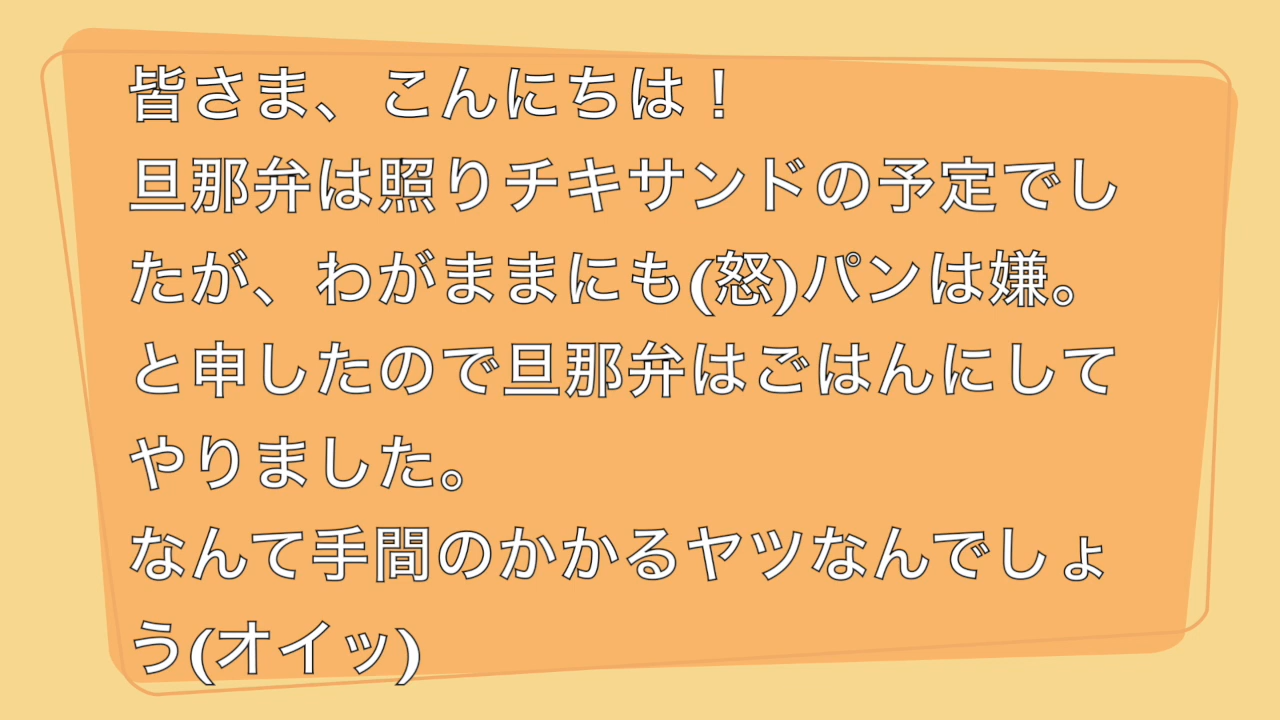 皆さま、こんにちは！
旦那弁は照りチキサンドの予定でし
たが、わがままにも(怒)パンは嫌。
と申したので旦那弁はごはんにして
やりました。
なんて手間のかかるヤツなんでしょ
う(オイッ)